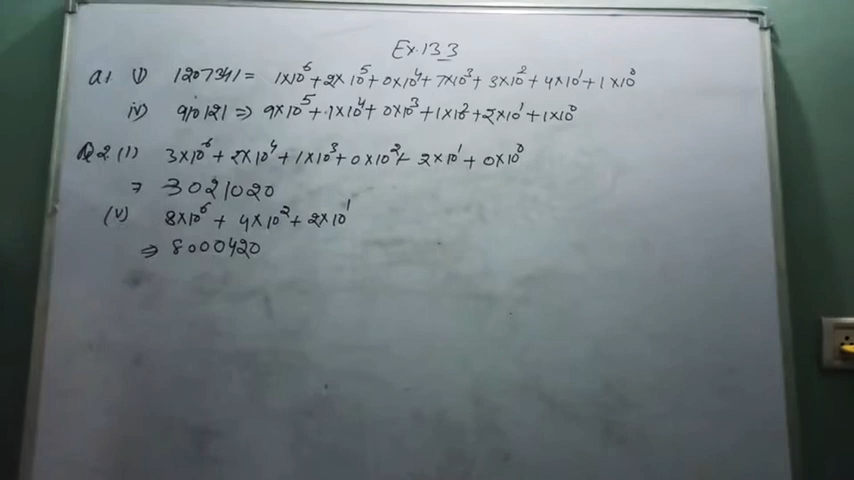 Ex. 13.3
Q1 (i) 1207341 = 1×10⁶ + 2×10⁵ + 0×10⁴ + 7×10³ + 3×10² + 4×10¹ + 1×10⁰
iv) 910121 ⇒ 9×10⁵ + 1×10⁴ + 0×10³ + 1×10² + 2×10¹ + 1×10⁰
Q2 (i) 3×10⁶ + 2×10⁴ + 1×10³ + 0×10² + 2×10¹ + 0×10⁰
⇒ 3021020
(v) 8×10⁶ + 4×10² + 2×10¹
⇒ 8000420